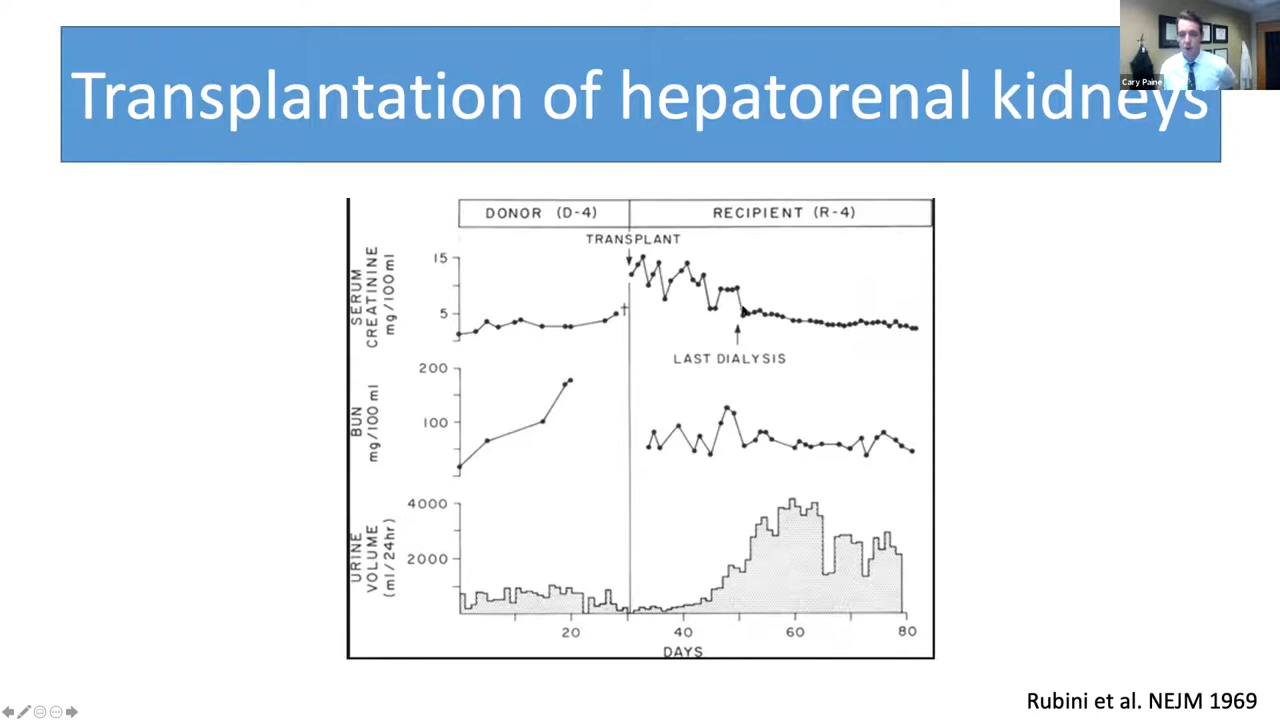 Cary Paine
Transplantation of hepatorenal kidneys
DONOR (D-4)
RECIPIENT (R-4)
TRANSPLANT
SERUM
CREATININE
mg/100ml
15
5
LAST DIALYSIS
BUN
mg/100 ml
200
100
URINE
VOLUME
(ml/24hr)
4000
2000
20
40
60
80
DAYS
Rubini et al. NEJM 1969